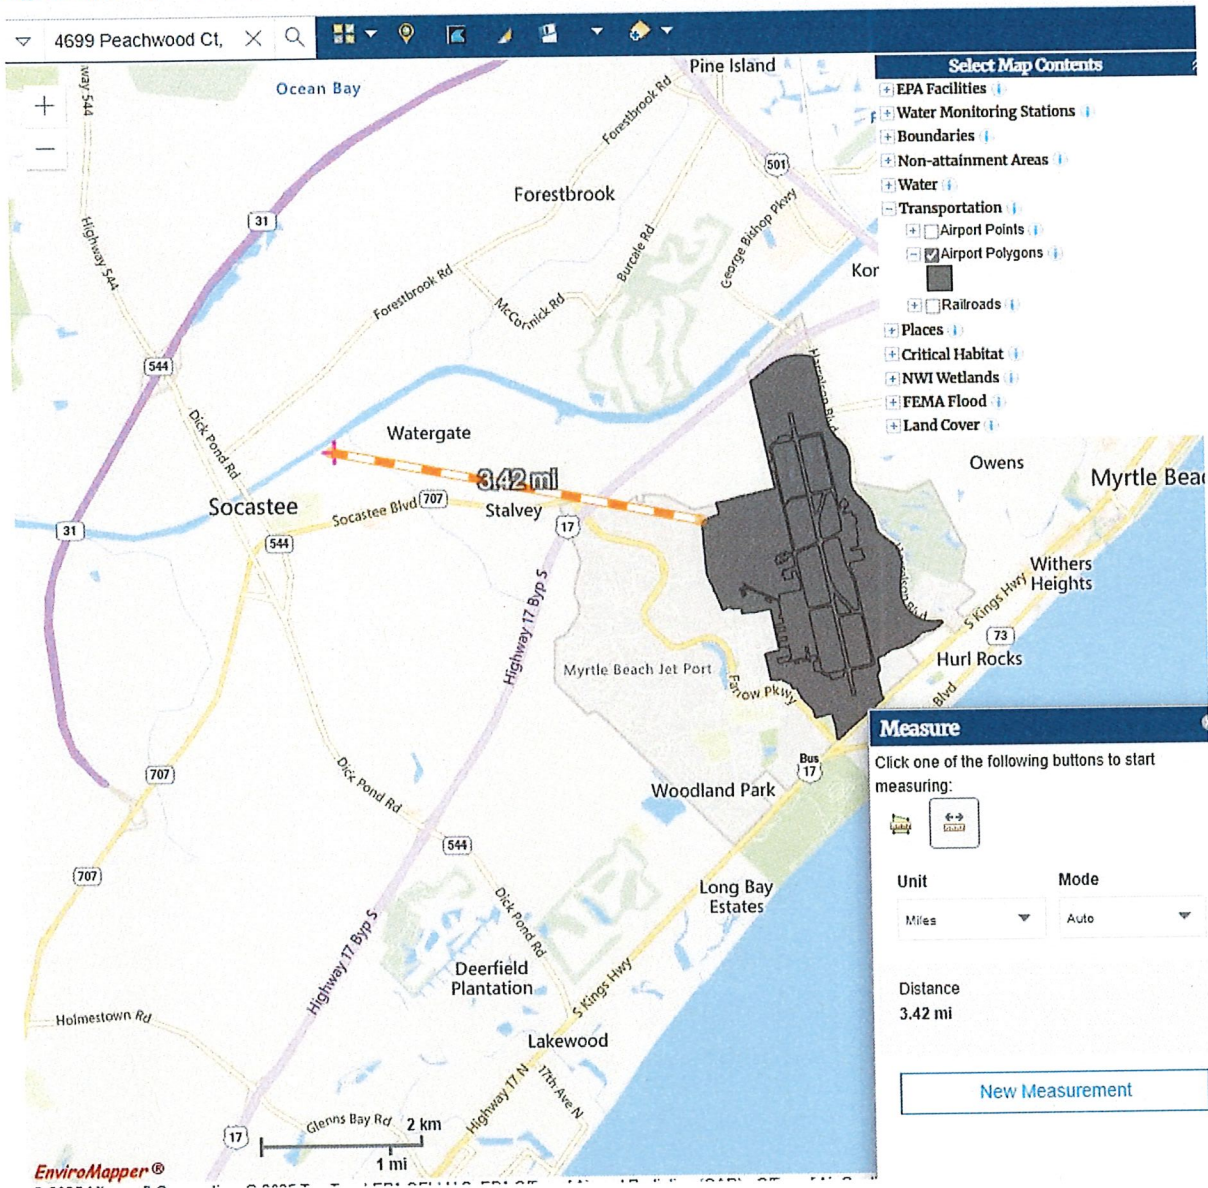 4699 Peachwood Ct,
Select Map Contents
EPA Facilities
Water Monitoring Stations
Boundaries
Non-attainment Areas
Water
Transportation
Airport Points
Airport Polygons
Railroads
Places
Critical Habitat
NWI Wetlands
FEMA Flood
Land Cover
Pine Island
Ocean Bay
way 544
Forestbrook Rd
501
Forestbrook
31
Highway 544
Burcale Rd
George Bishop Pkwy
Kor
Forestbrook Rd
McCormick Rd
544
Harrelson Blvd
Dick Pond Rd
Watergate
Owens
3.42 mi
Myrtle Beac
707
Socastee
Socastee Blvd
Stalvey
17
31
544
Harrelson Blvd
Withers
Heights
Highway 17 Byp S
S Kings Hwy
73
Hurl Rocks
Myrtle Beach Jet Port
Farrow Pkwy
Blvd
Measure
Click one of the following buttons to start
measuring:
Bus
17
707
Dick Pond Rd
Woodland Park
544
707
Long Bay
Estates
Unit
Mode
Miles
Auto
Dick Pond Rd
Highway 17 Byp S
Deerfield
Plantation
S Kings Hwy
Distance
3.42 mi
Holmestown Rd
Lakewood
New Measurement
Highway 17 N
17th Ave N
Glenns Bay Rd
2 km
17
1 mi
EnviroMapper®